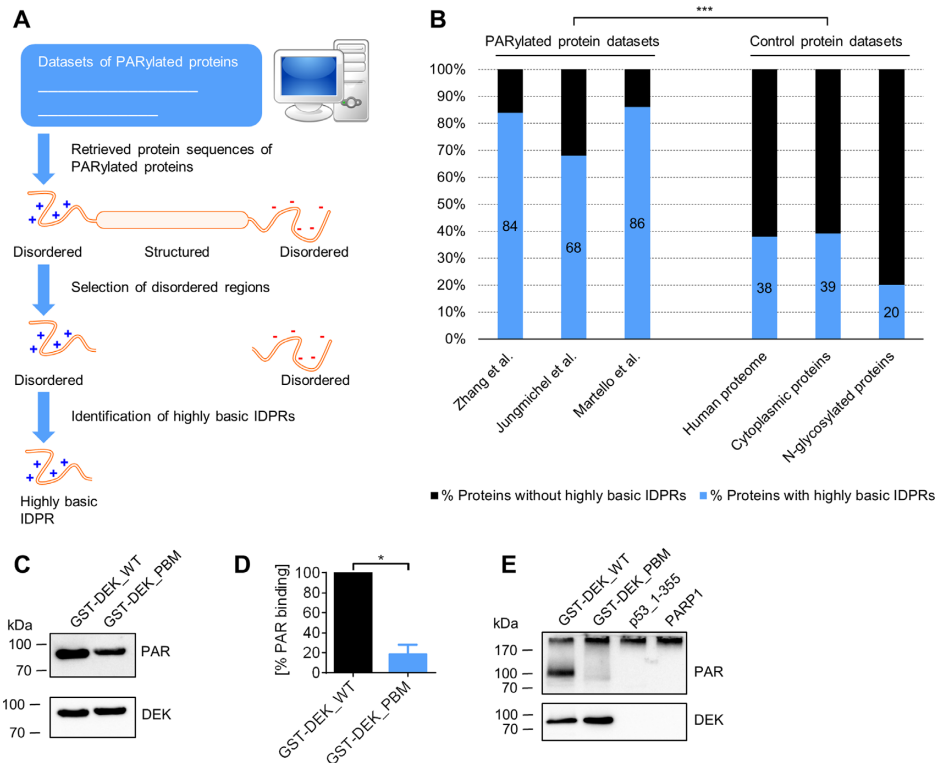 A
Datasets of PARylated proteins
Retrieved protein sequences of
PARylated proteins
+ + + +
- - - - -
Disordered
Structured
Disordered
Selection of disordered regions
+ + + +
- - - - -
Disordered
Disordered
Identification of highly basic IDPRs
+ + + +
Highly basic
IDPR
B
***
PARylated protein datasets
Control protein datasets
100%
90%
80%
70%
60%
50%
40%
30%
20%
10%
0%
84
68
86
38
39
20
Zhang et al.
Jungmichel et al.
Martello et al.
Human proteome
Cytoplasmic proteins
N-glycosylated proteins
% Proteins without highly basic IDPRs
% Proteins with highly basic IDPRs
C
GST-DEK_WT
GST-DEK_PBM
kDa
100
70
PAR
100
70
DEK
D
*
[% PAR binding]
100
80
60
40
20
0
GST-DEK_WT
GST-DEK_PBM
E
GST-DEK_WT
GST-DEK_PBM
p53_1-355
PARP1
kDa
170
100
70
PAR
100
70
DEK